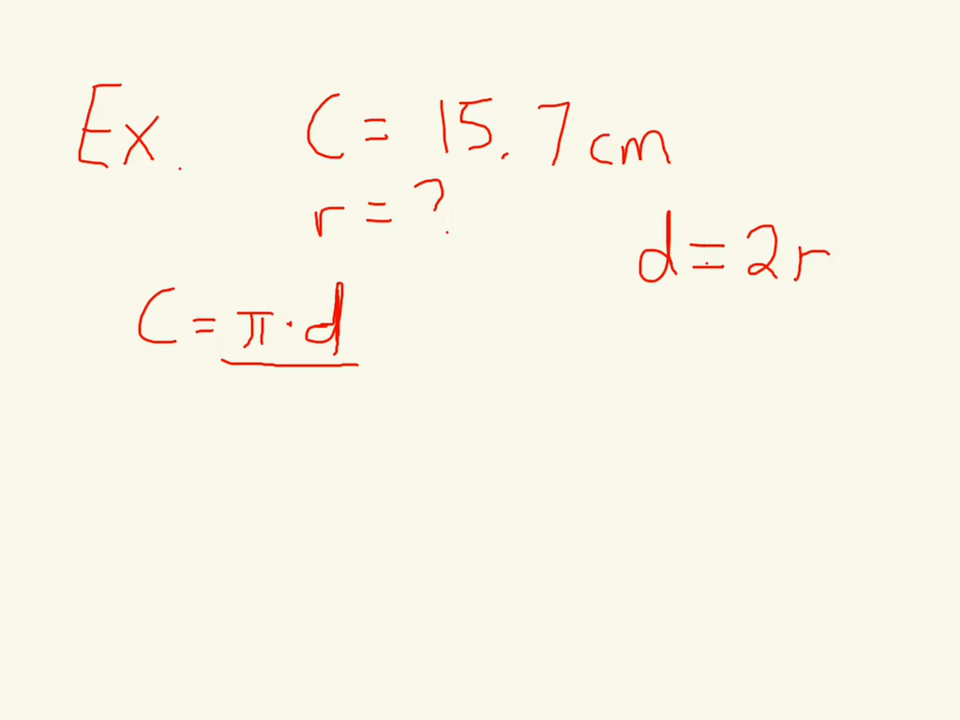 Ex. C = 15.7 cm
r = ?
d = 2r
C = π · d